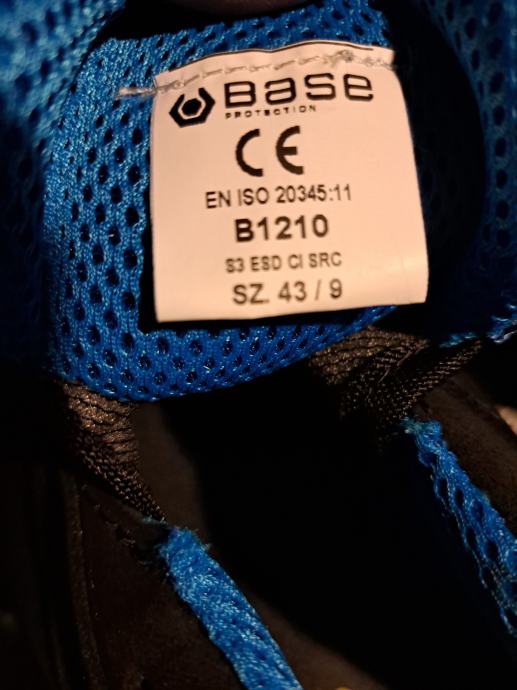 Base
PROTECTION
CE
EN ISO 20345:11
B1210
S3 ESD CI SRC
SZ. 43 / 9